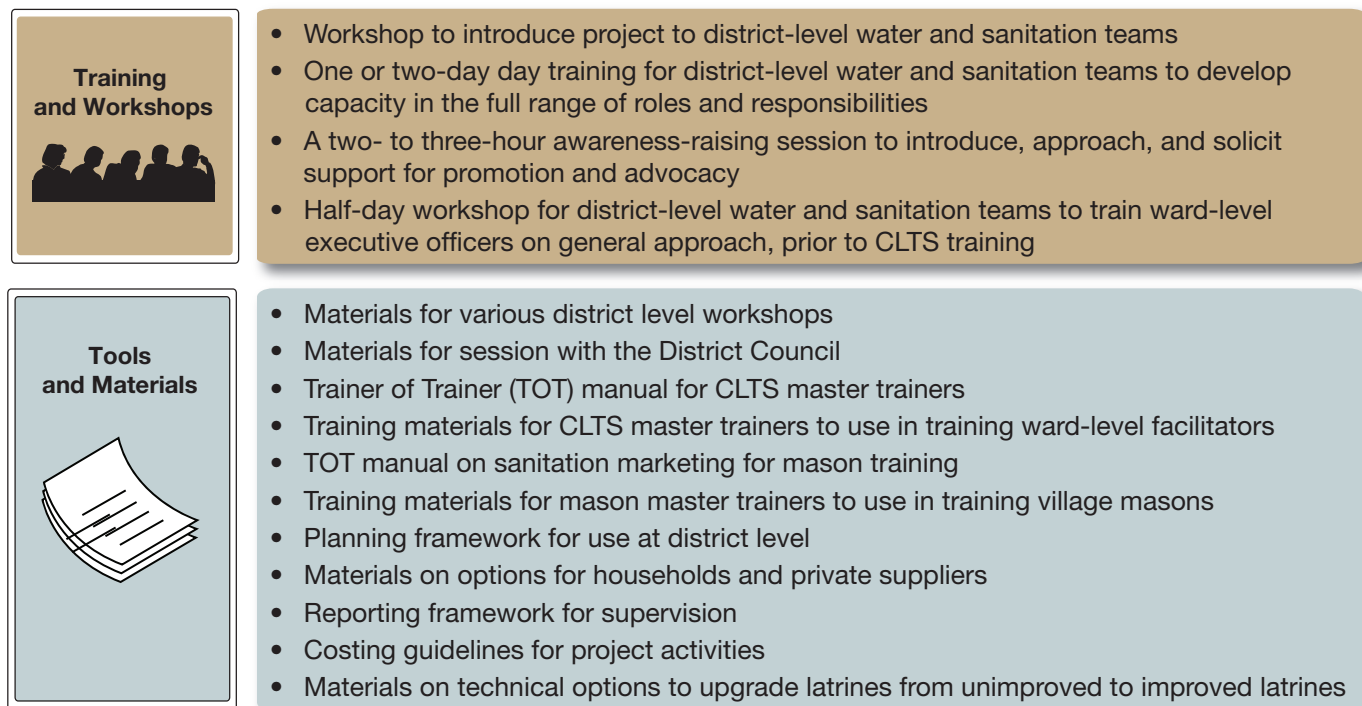 Training
and Workshops
• Workshop to introduce project to district-level water and sanitation teams
• One or two-day day training for district-level water and sanitation teams to develop
capacity in the full range of roles and responsibilities
• A two- to three-hour awareness-raising session to introduce, approach, and solicit
support for promotion and advocacy
• Half-day workshop for district-level water and sanitation teams to train ward-level
executive officers on general approach, prior to CLTS training
Tools
and Materials
• Materials for various district level workshops
• Materials for session with the District Council
• Trainer of Trainer (TOT) manual for CLTS master trainers
• Training materials for CLTS master trainers to use in training ward-level facilitators
• TOT manual on sanitation marketing for mason training
• Training materials for mason master trainers to use in training village masons
• Planning framework for use at district level
• Materials on options for households and private suppliers
• Reporting framework for supervision
• Costing guidelines for project activities
• Materials on technical options to upgrade latrines from unimproved to improved latrines